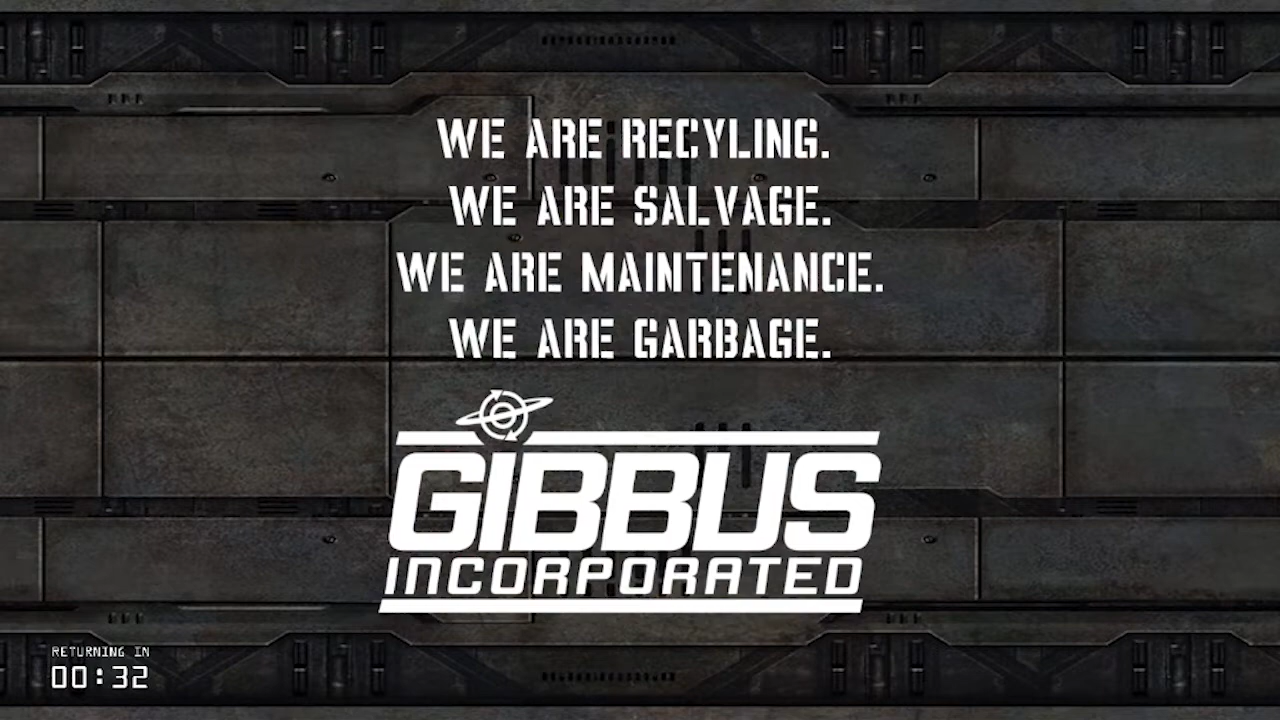 WE ARE RECYLING.
WE ARE SALVAGE.
WE ARE MAINTENANCE.
WE ARE GARBAGE.
GIBBUS
INCORPORATED
RETURNING IN
00:32